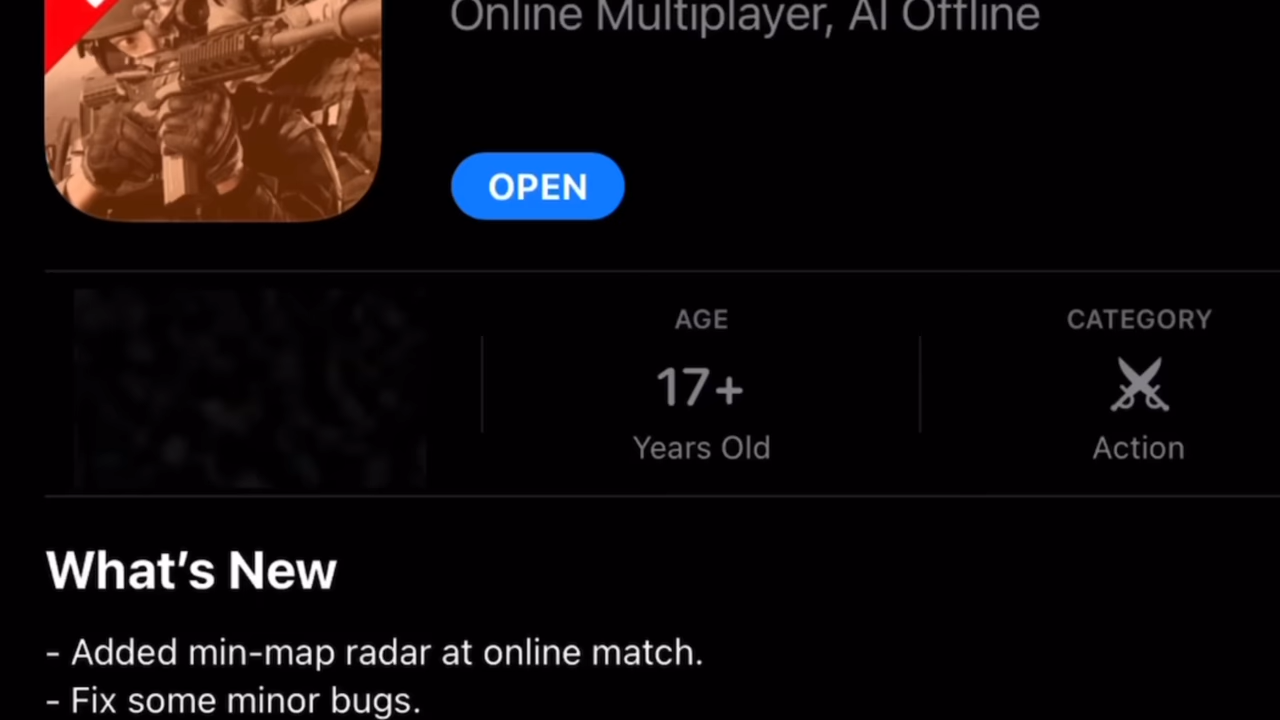 Online Multiplayer, AI Offline
OPEN
AGE
17+
Years Old
CATEGORY
Action
What's New
- Added min-map radar at online match.
- Fix some minor bugs.